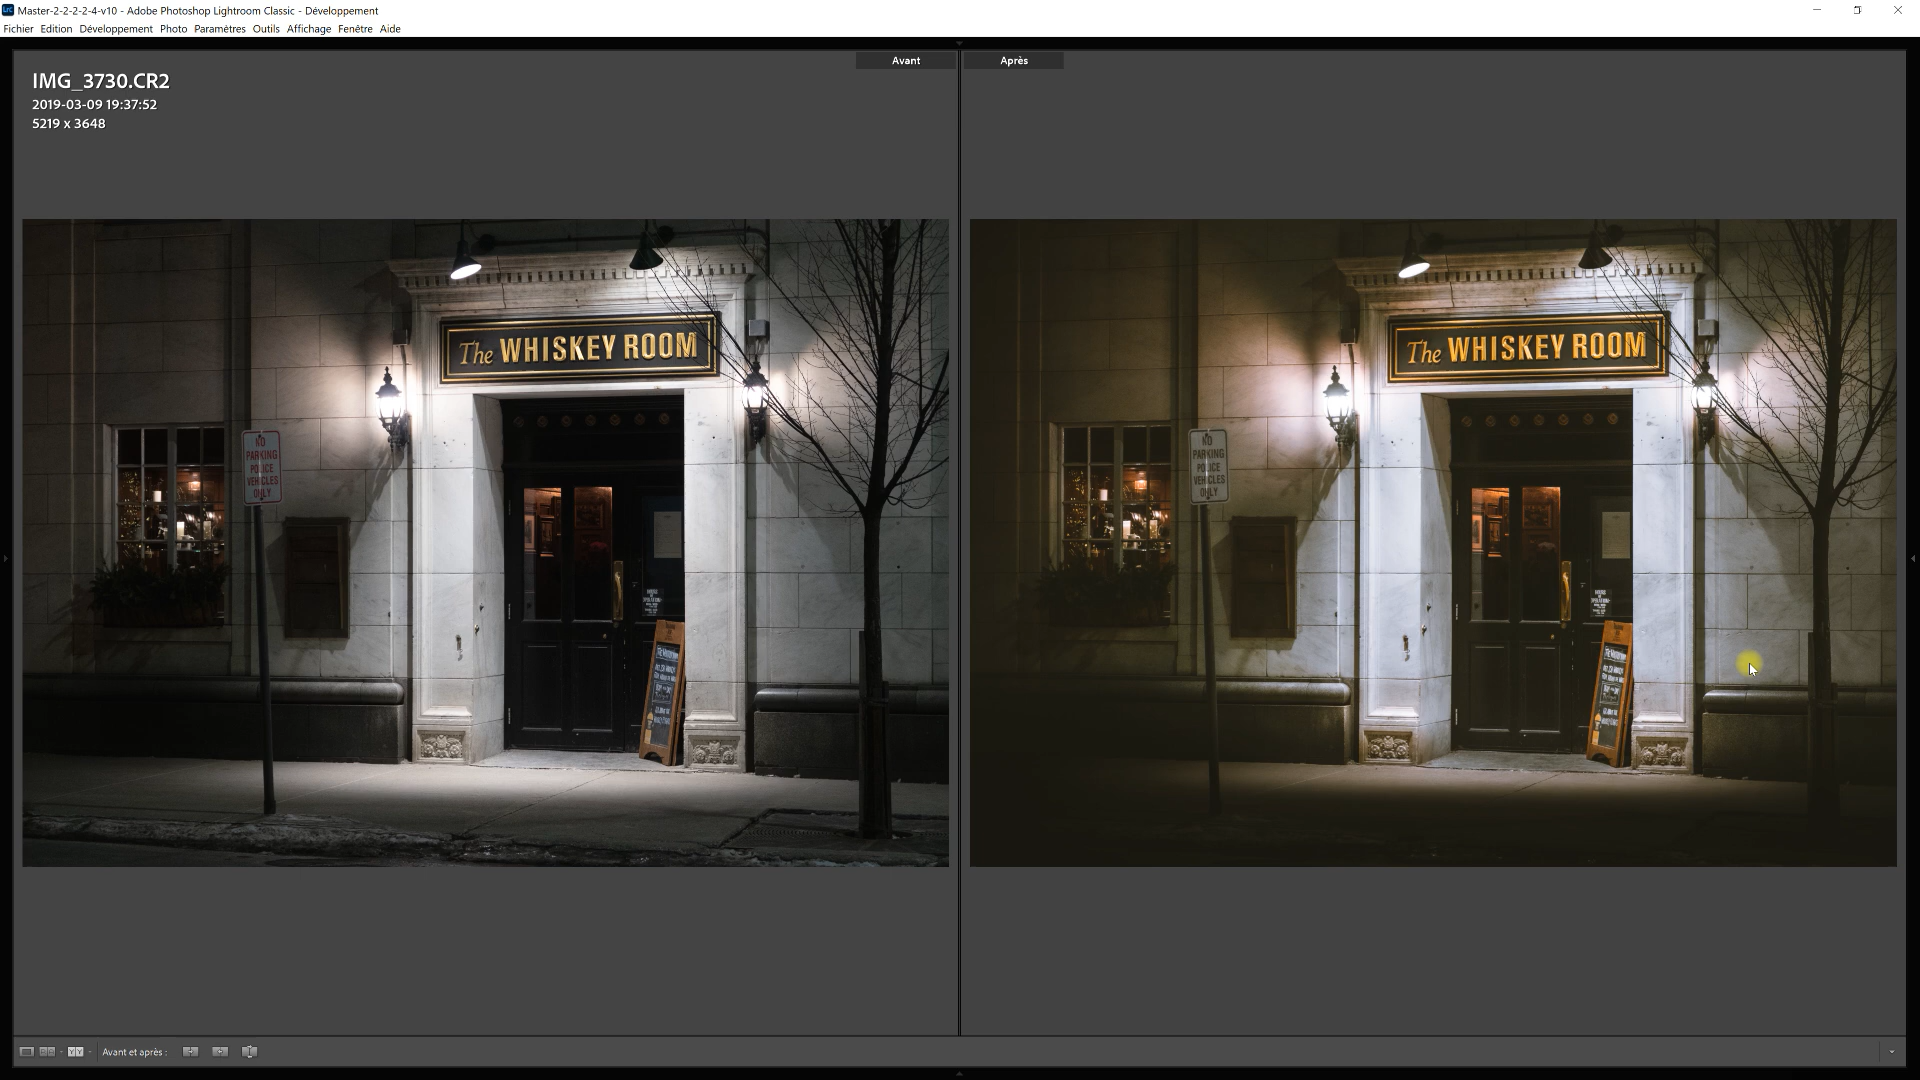 Master-2-2-2-2-4-v10 - Adobe Photoshop Lightroom Classic - Développement
Fichier Edition Développement Photo Paramètres Outils Affichage Fenêtre Aide
Avant
Après
IMG_3730.CR2
2019-03-09 19:37:52
5219 x 3648
The WHISKEY ROOM
NO
PARKING
POLICE
VEHICLES
ONLY
The WHISKEY ROOM
NO
PARKING
POLICE
VEHICLES
ONLY
Avant et après :